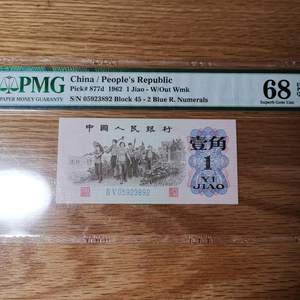 PMG
PAPER MONEY GUARANTY
China / People's Republic
Pick# 877d 1962 1 Jiao - W/Out Wmk
S/N 05923892 Block 45 - 2 Blue R. Numerals
68 EPQ
Superb Gem Unc
中国人民银行
壹角
1
YI
JIAO
05923892